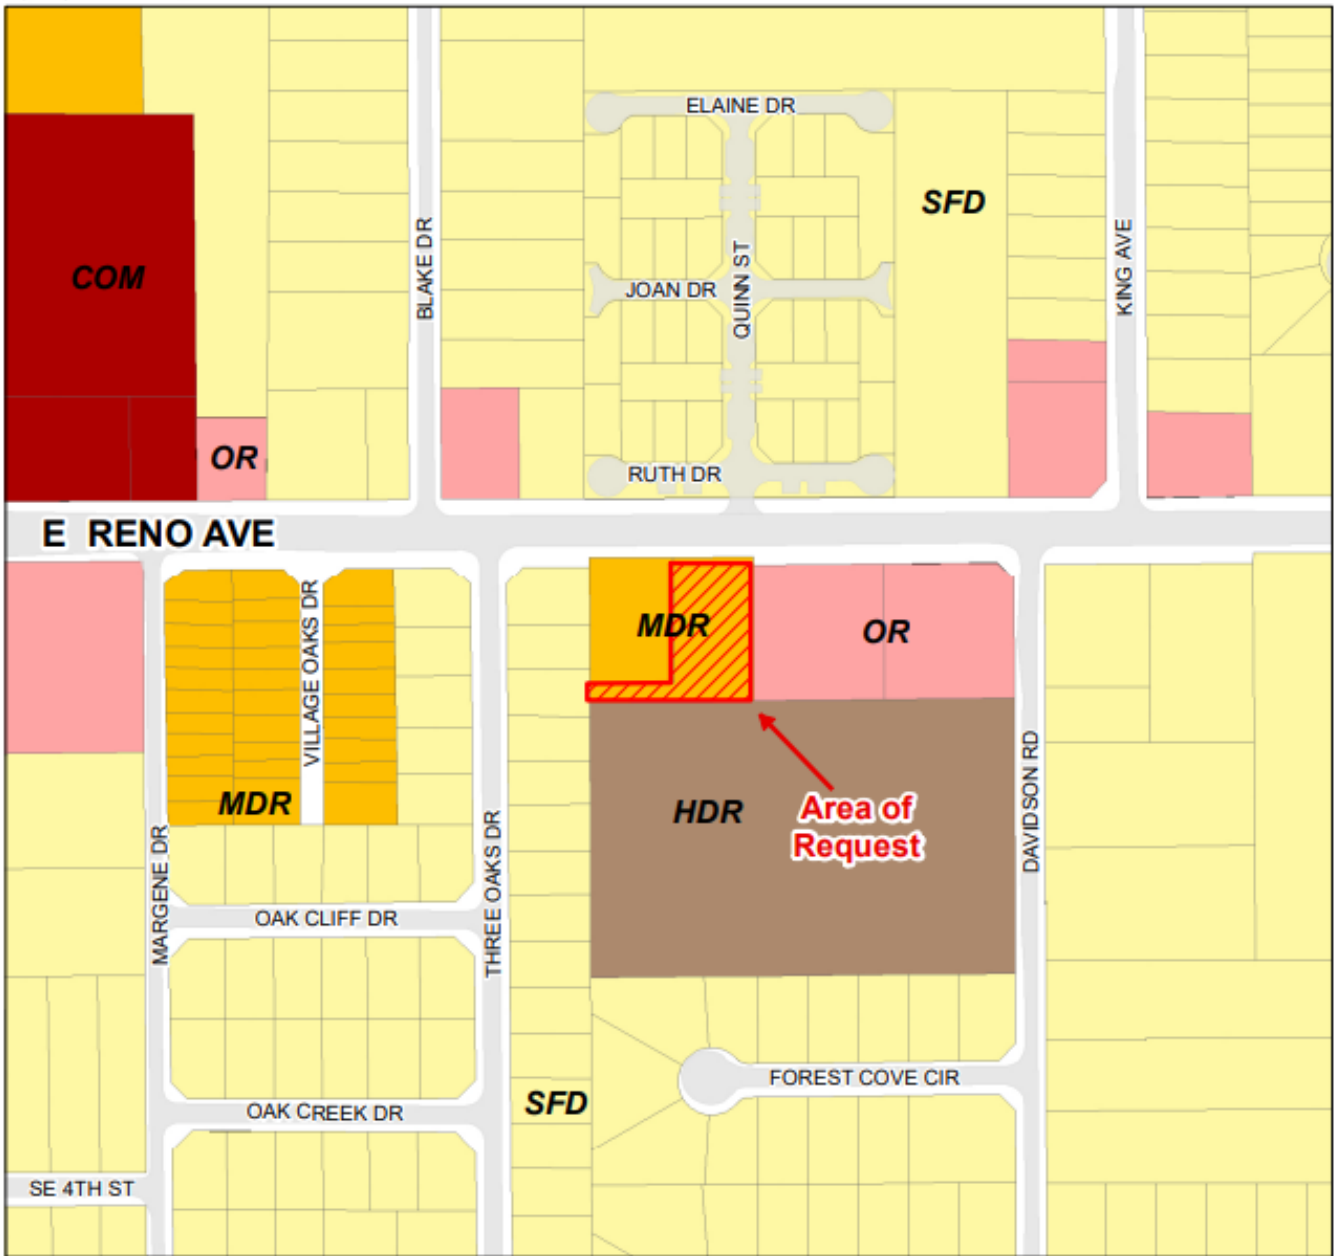 ELAINE DR
SFD
COM
BLAKE DR
JOAN DR
QUINN ST
KING AVE
OR
RUTH DR
E RENO AVE
VILLAGE OAKS DR
MDR
OR
MDR
HDR
Area of
Request
MARGENE DR
THREE OAKS DR
DAVIDSON RD
OAK CLIFF DR
FOREST COVE CIR
SFD
OAK CREEK DR
SE 4TH ST